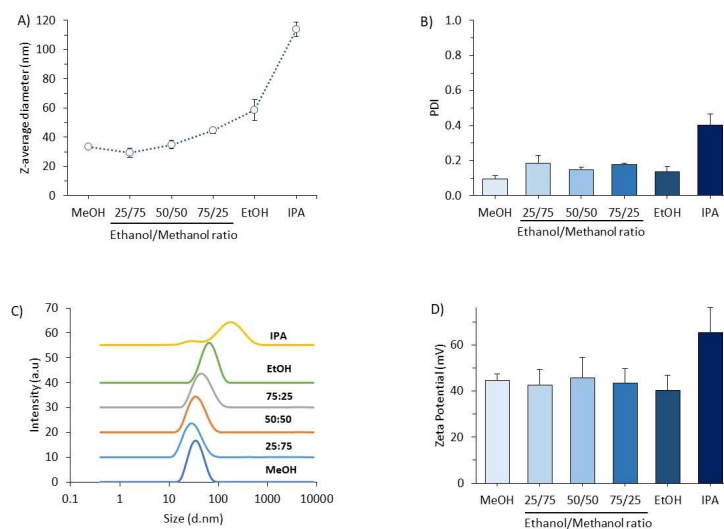 A)
Z-average diameter (nm)
120
100
80
60
40
20
0
MeOH 25/75 50/50 75/25 EtOH IPA
Ethanol/Methanol ratio
B)
PDI
1.0
0.8
0.6
0.4
0.2
0.0
MeOH 25/75 50/50 75/25 EtOH IPA
Ethanol/Methanol ratio
C)
Intensity (a.u)
70
60
50
40
30
20
10
0
IPA
EtOH
75:25
50:50
25:75
MeOH
0.1 1 10 100 1000 10000
Size (d.nm)
D)
Zeta Potential (mV)
60
40
20
0
MeOH 25/75 50/50 75/25 EtOH IPA
Ethanol/Methanol ratio